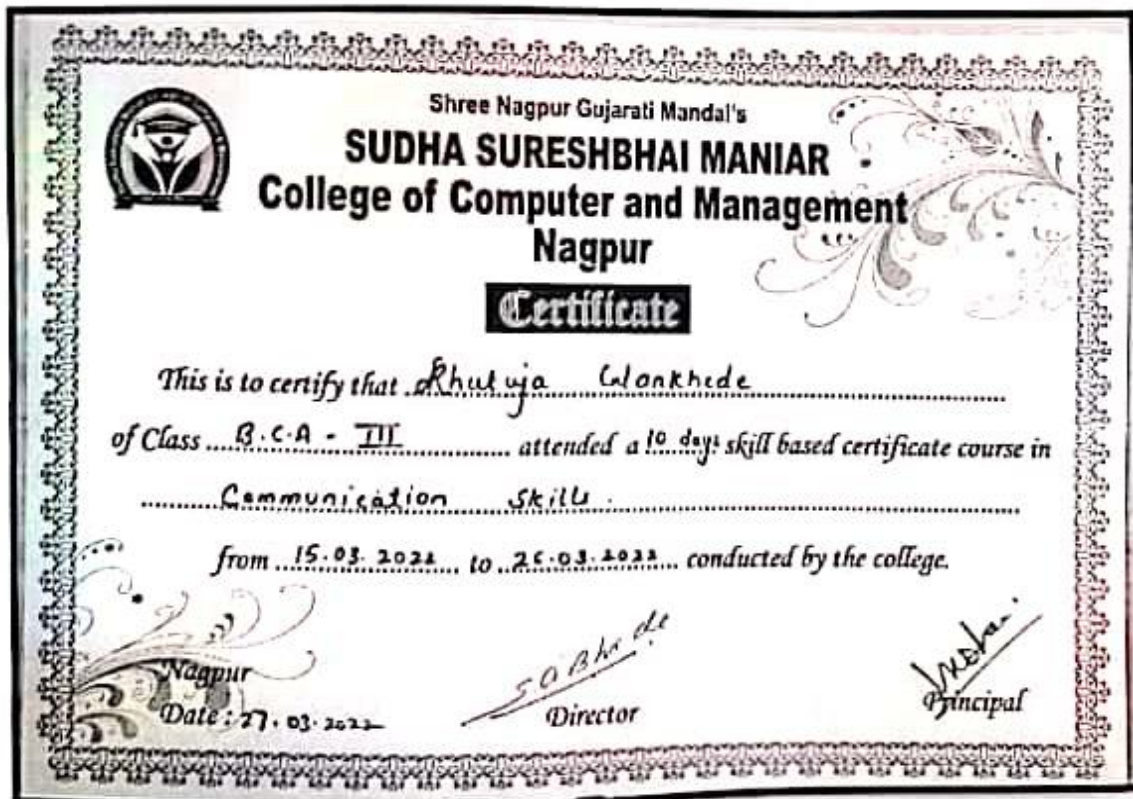 Shree Nagpur Gujarati Mandal's
SUDHA SURESHBHAI MANIAR
College of Computer and Management
Nagpur
Certificate
This is to certify that Rhutuja Wankhede
of Class B.C.A - III attended a 10 days skill based certificate course in
Communication Skills.
from 15.03.2022 to 26.03.2022 conducted by the college.
Nagpur
Date : 27.03.2022
Director
Principal